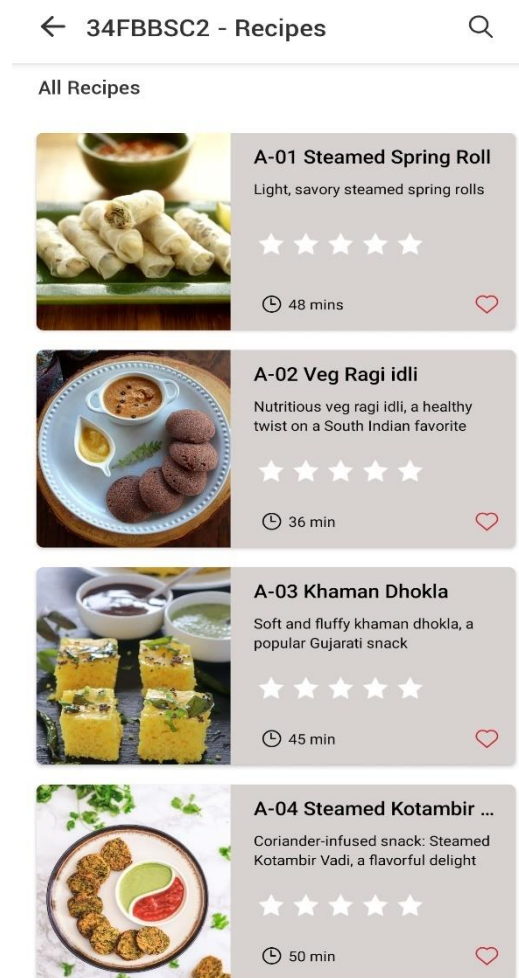 34FBBSC2 - Recipes
All Recipes
A-01 Steamed Spring Roll
Light, savory steamed spring rolls
48 mins
A-02 Veg Ragi idli
Nutritious veg ragi idli, a healthy
twist on a South Indian favorite
36 min
A-03 Khaman Dhokla
Soft and fluffy khaman dhokla, a
popular Gujarati snack
45 min
A-04 Steamed Kotambir ...
Coriander-infused snack: Steamed
Kotambir Vadi, a flavorful delight
50 min